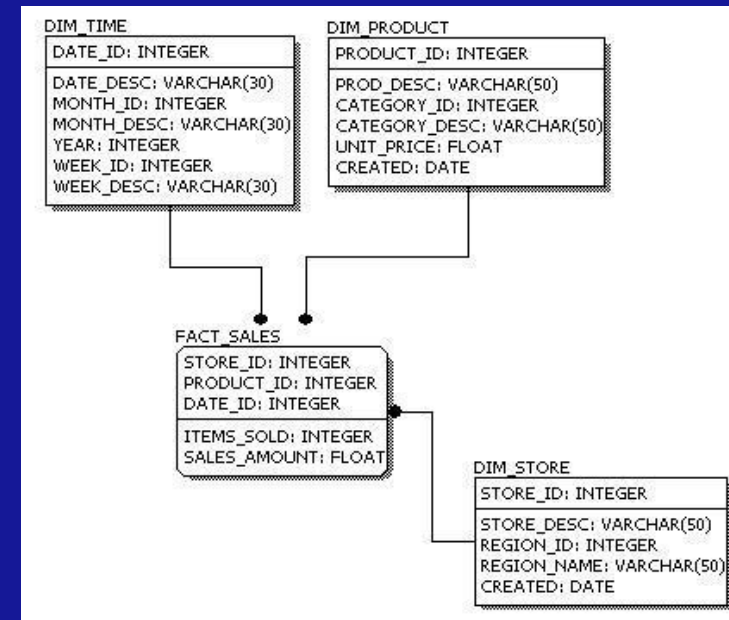 DIM_TIME
DATE_ID: INTEGER
DATE_DESC: VARCHAR(30)
MONTH_ID: INTEGER
MONTH_DESC: VARCHAR(30)
YEAR: INTEGER
WEEK_ID: INTEGER
WEEK_DESC: VARCHAR(30)
DIM_PRODUCT
PRODUCT_ID: INTEGER
PROD_DESC: VARCHAR(50)
CATEGORY_ID: INTEGER
CATEGORY_DESC: VARCHAR(50)
UNIT_PRICE: FLOAT
CREATED: DATE
FACT_SALES
STORE_ID: INTEGER
PRODUCT_ID: INTEGER
DATE_ID: INTEGER
ITEMS_SOLD: INTEGER
SALES_AMOUNT: FLOAT
DIM_STORE
STORE_ID: INTEGER
STORE_DESC: VARCHAR(50)
REGION_ID: INTEGER
REGION_NAME: VARCHAR(50)
CREATED: DATE